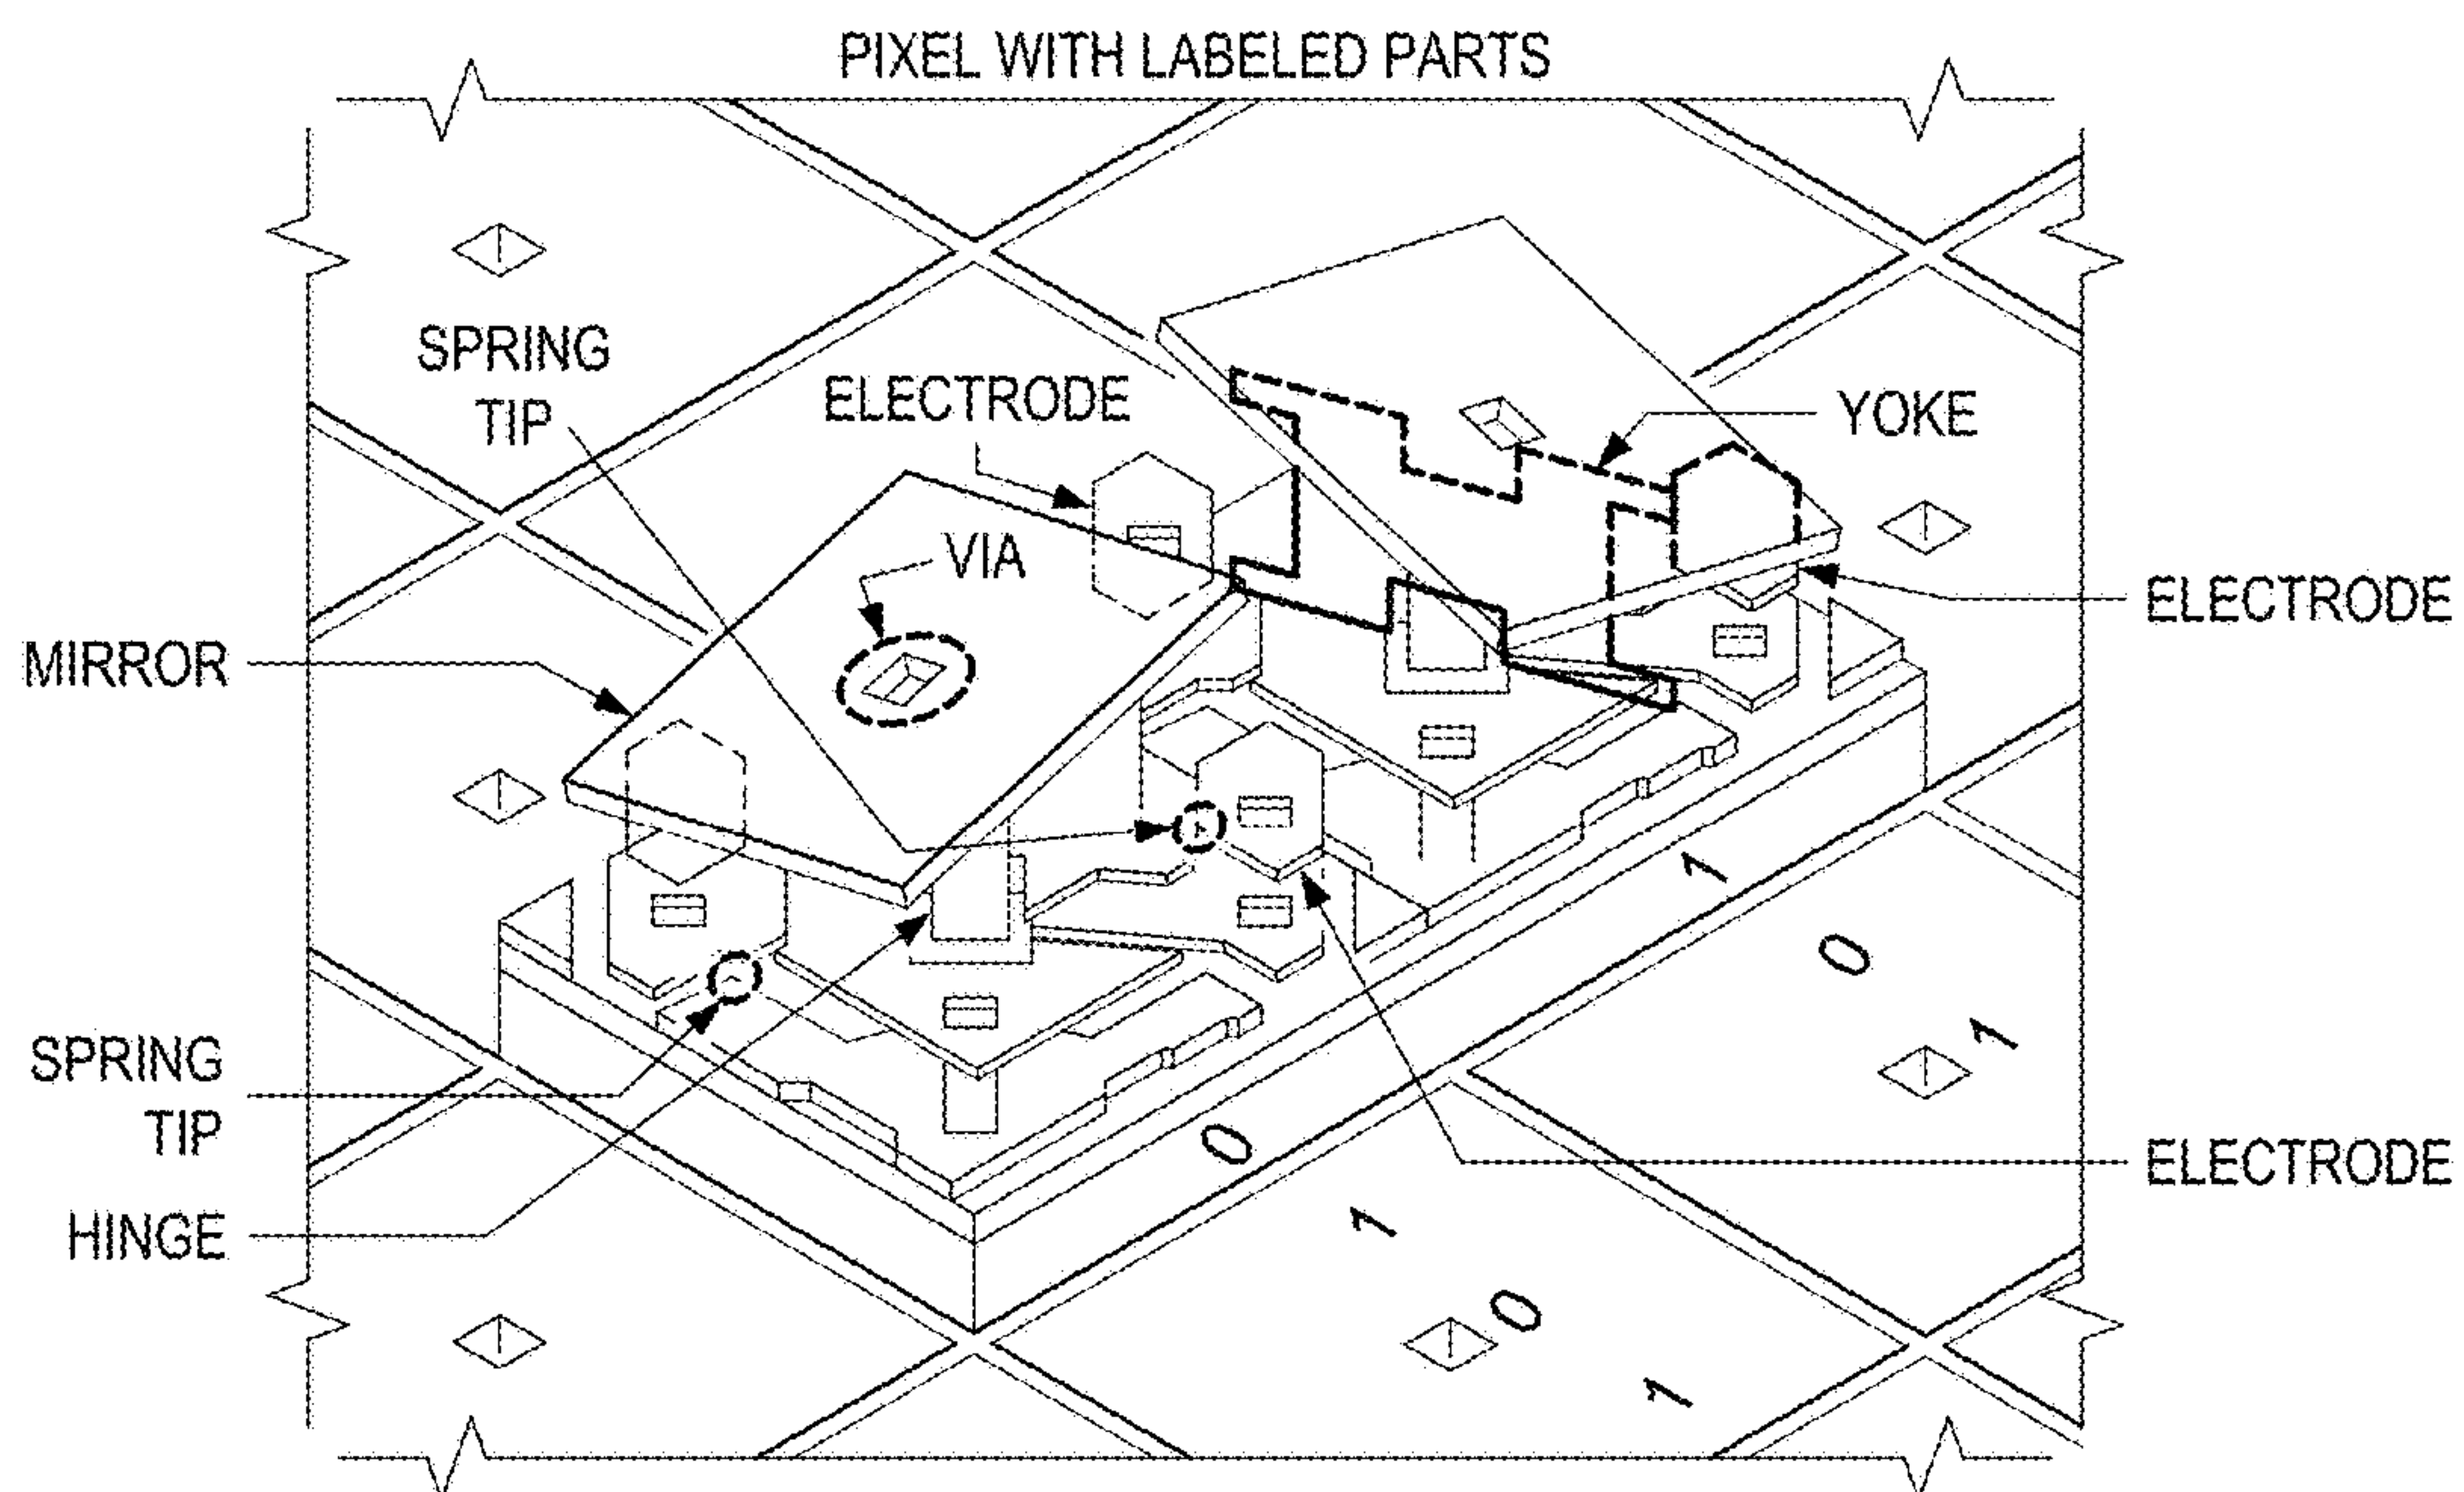 PIXEL WITH LABELED PARTS
SPRING
TIP
ELECTRODE
YOKE
VIA
ELECTRODE
MIRROR
1
0
1
SPRING
TIP
0
ELECTRODE
HINGE
1
0
1